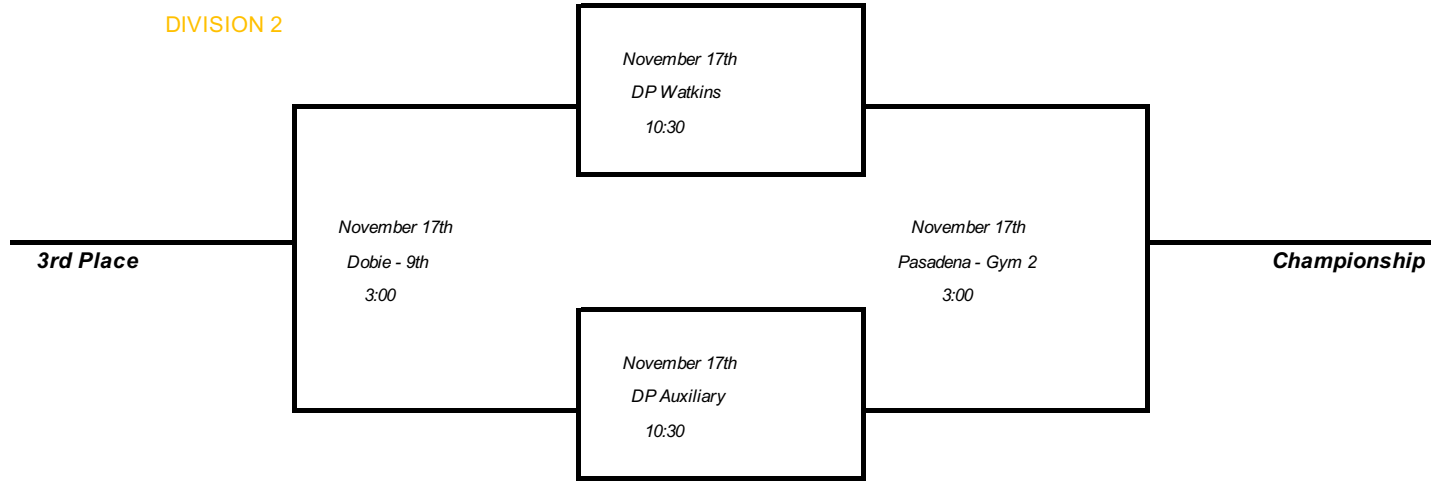 DIVISION 2
November 17th
DP Watkins
10:30
November 17th
Dobie - 9th
3:00
3rd Place
November 17th
Pasadena - Gym 2
3:00
Championship
November 17th
DP Auxiliary
10:30